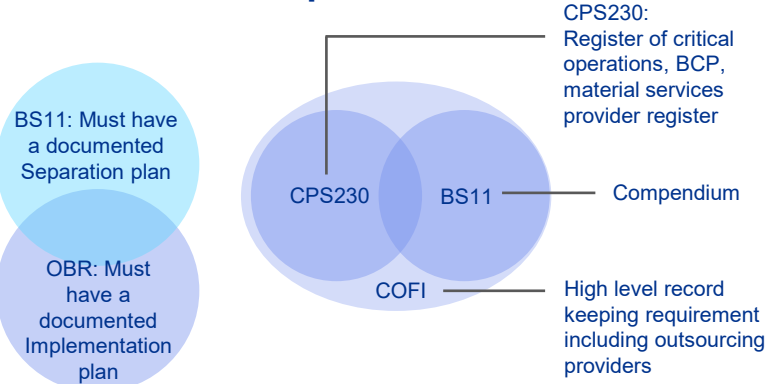 CPS230:
Register of critical
operations, BCP,
material services
provider register
BS11: Must have
a documented
Separation plan
OBR: Must
have a
documented
Implementation
plan
CPS230
BS11
Compendium
COFI
High level record
keeping requirement
including outsourcing
providers